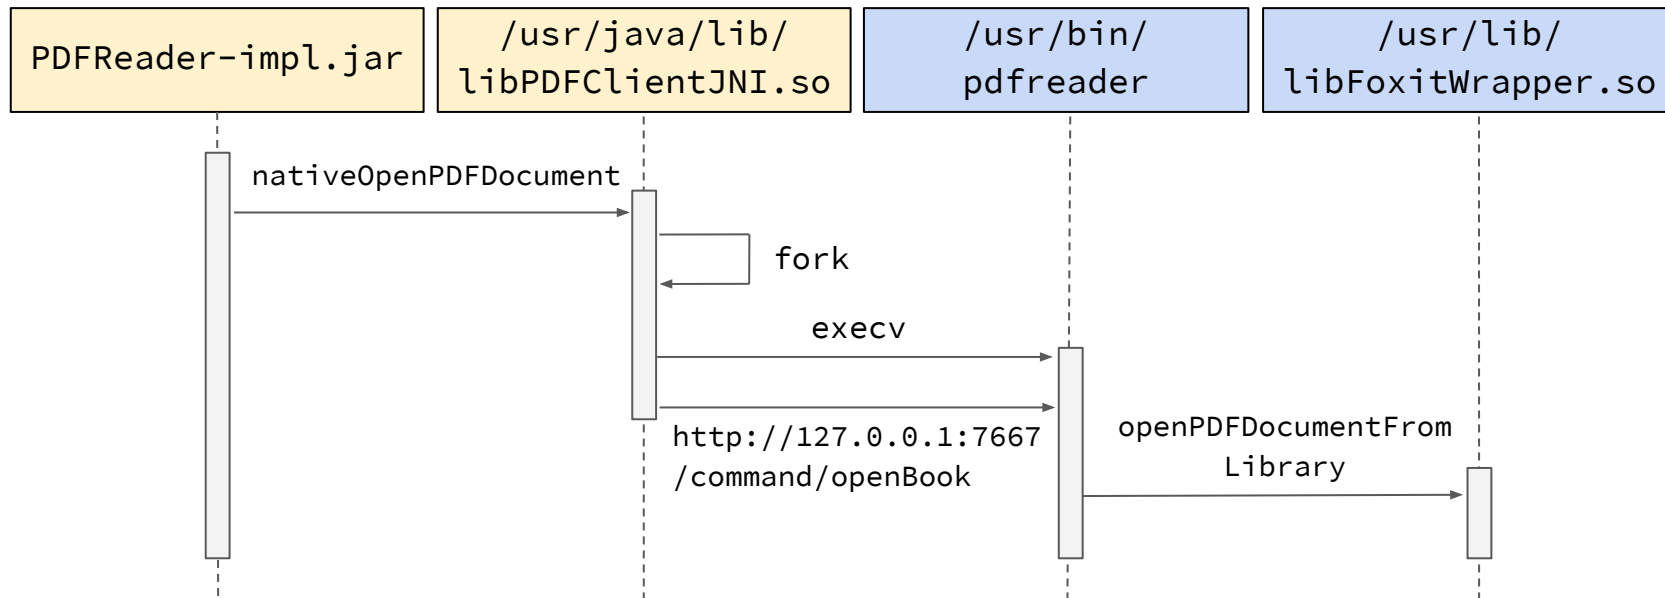 PDFReader-impl.jar
/usr/java/lib/
libPDFClientJNI.so
/usr/bin/
pdfreader
/usr/lib/
libFoxitWrapper.so
nativeOpenPDFDocument
fork
execv
http://127.0.0.1:7667
/command/openBook
openPDFDocumentFrom
Library